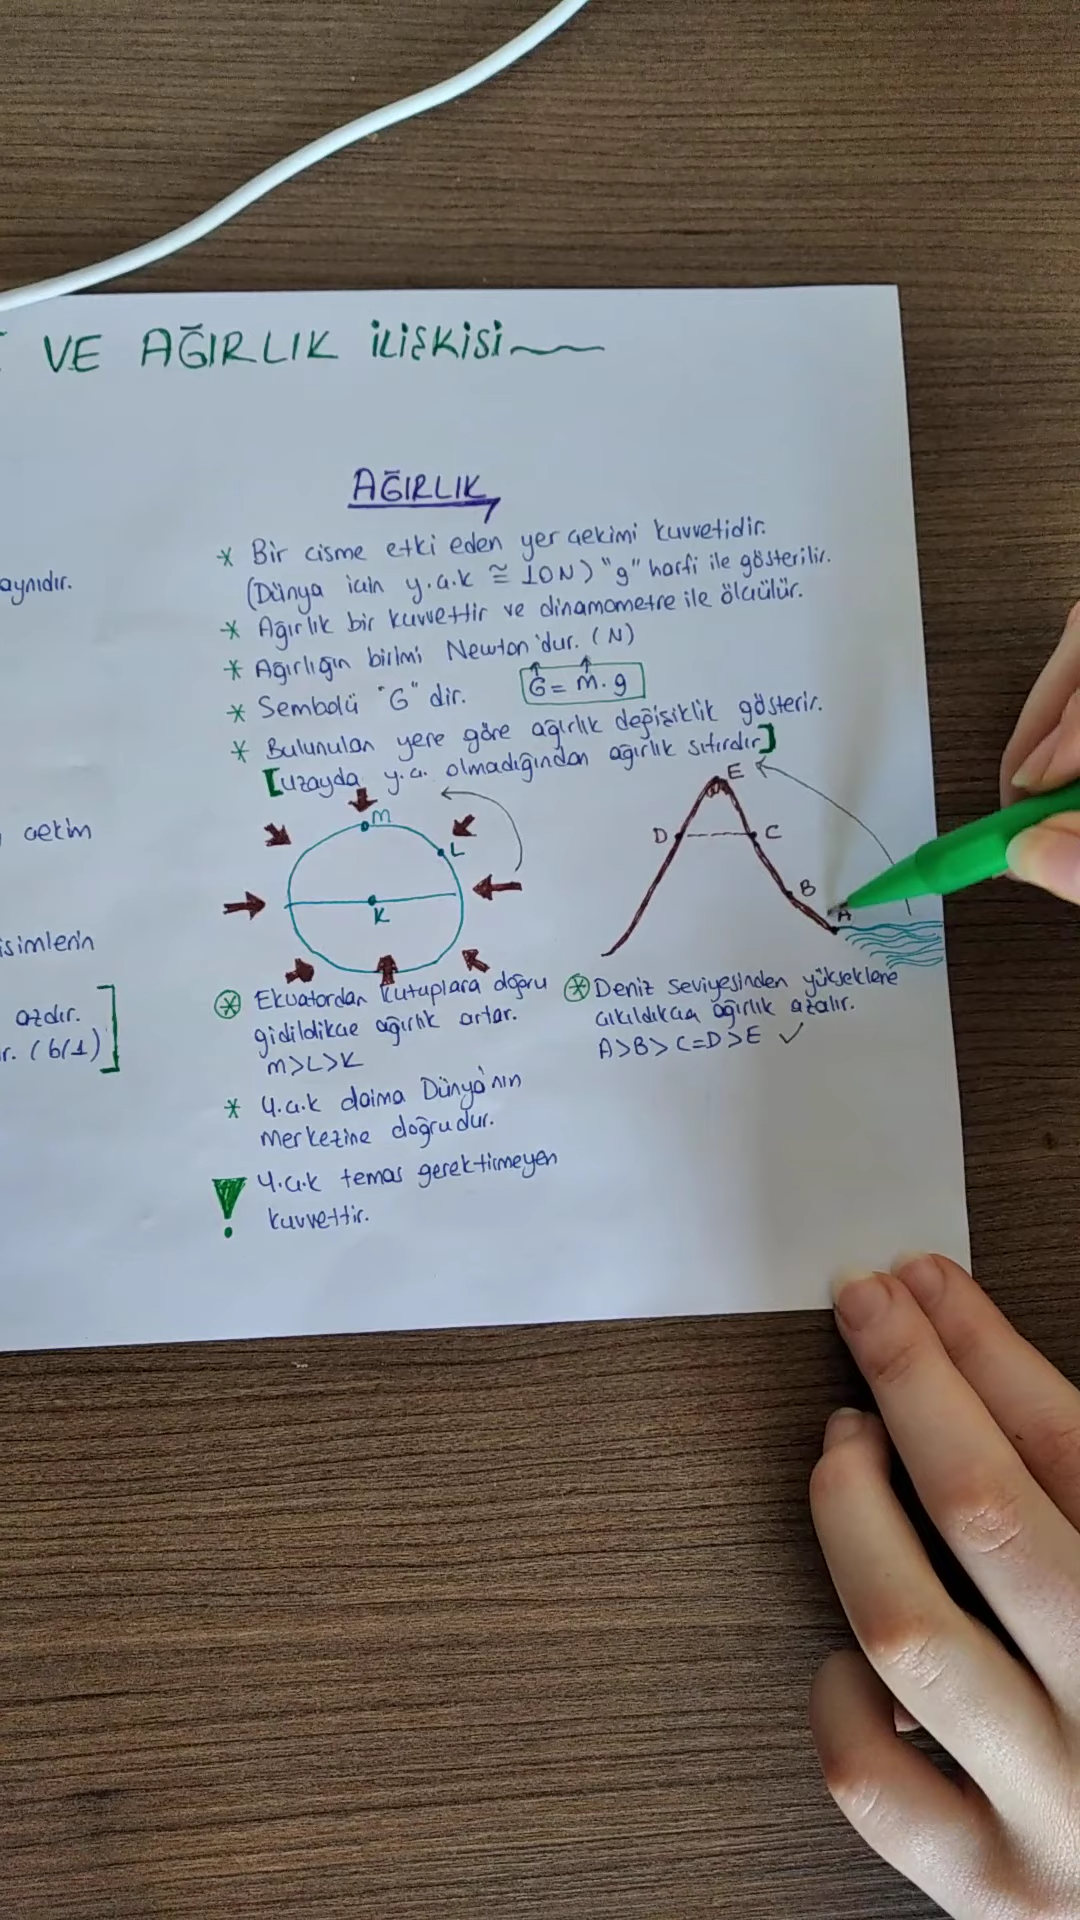 VE AĞIRLIK İLİŞKİSİ
aynıdır.
çekim
isimlerin
azdır.
r. (6/1)
AĞIRLIK
* Bir cisme etki eden yer çekimi kuvvetidir.
(Dünya için y.ç.k ≅ 10N) "g" harfi ile gösterilir.
* Ağırlık bir kuvvettir ve dinamometre ile ölçülür.
* Ağırlığın birimi Newton'dur. (N)
* Sembolü "G" dir.
G = m.g
* Bulunulan yere göre ağırlık değişiklik gösterir.
[uzayda y.ç. olmadığından ağırlık sıfırdır]
M
L
K
E
D
C
B
A
* Ekvatordan kutuplara doğru
gidildikçe ağırlık artar.
M>L>K
* Y.ç.k daima Dünya'nın
merkezine doğrudur.
! Y.ç.k temas gerektirmeyen
kuvvettir.
* Deniz seviyesinden yükseklere
çıkıldıkça ağırlık azalır.
A>B>C=D>E ✓